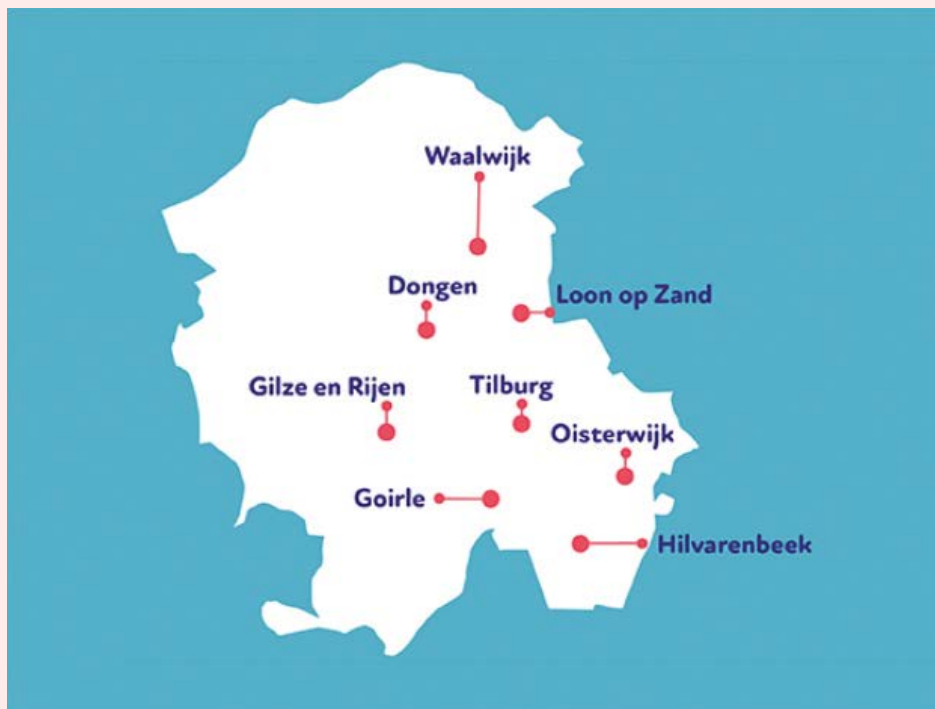 Waalwijk
Dongen
Loon op Zand
Gilze en Rijen
Tilburg
Oisterwijk
Goirle
Hilvarenbeek